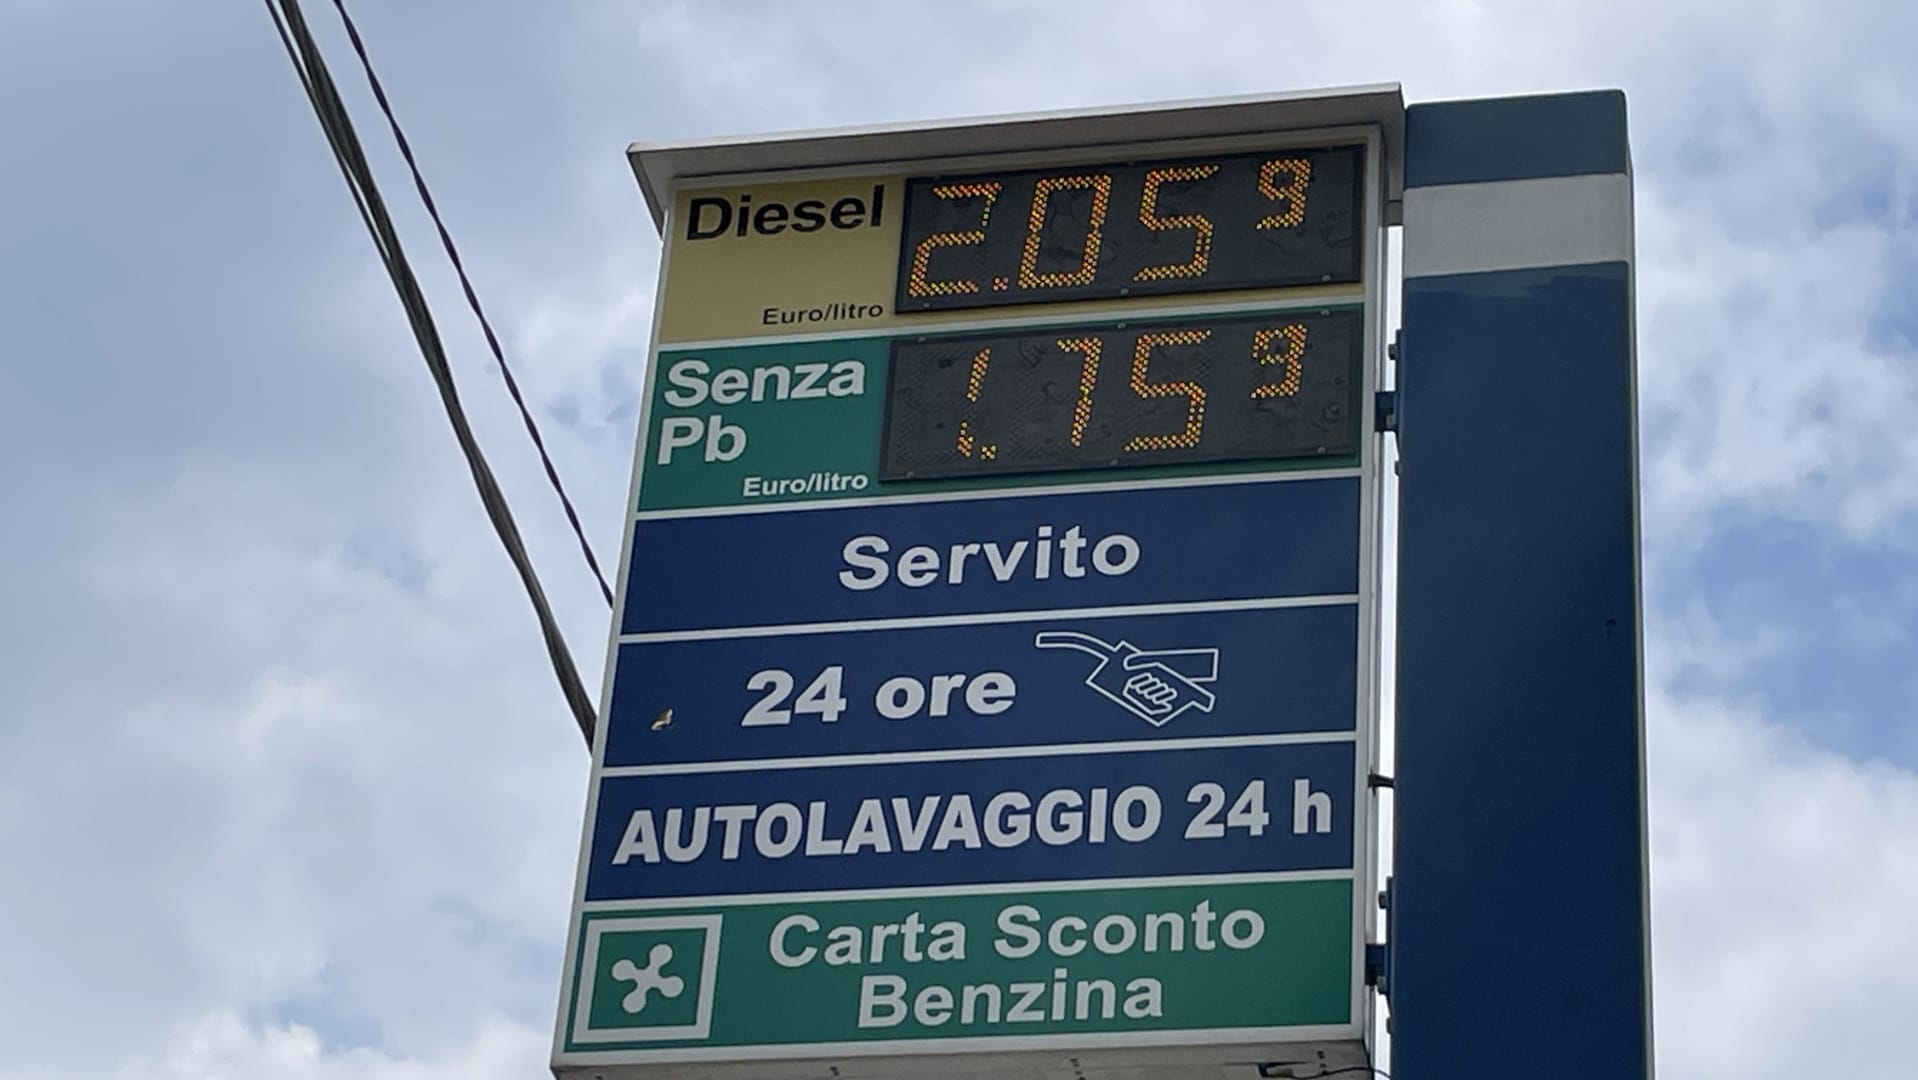 Diesel 2.05⁹
Euro/litro
Senza 1.75⁹
Pb
Euro/litro
Servito
24 ore
AUTOLAVAGGIO 24 h
Carta Sconto
Benzina